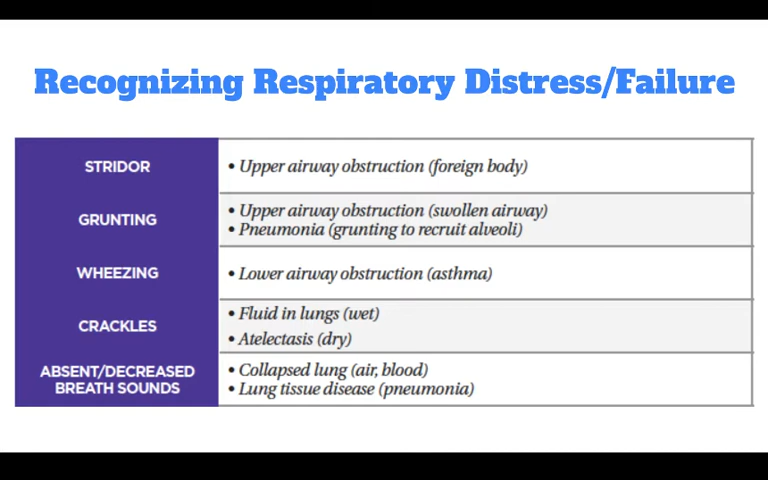 Recognizing Respiratory Distress/Failure
STRIDOR
• Upper airway obstruction (foreign body)
GRUNTING
• Upper airway obstruction (swollen airway)
• Pneumonia (grunting to recruit alveoli)
WHEEZING
• Lower airway obstruction (asthma)
CRACKLES
• Fluid in lungs (wet)
• Atelectasis (dry)
ABSENT/DECREASED
BREATH SOUNDS
• Collapsed lung (air, blood)
• Lung tissue disease (pneumonia)